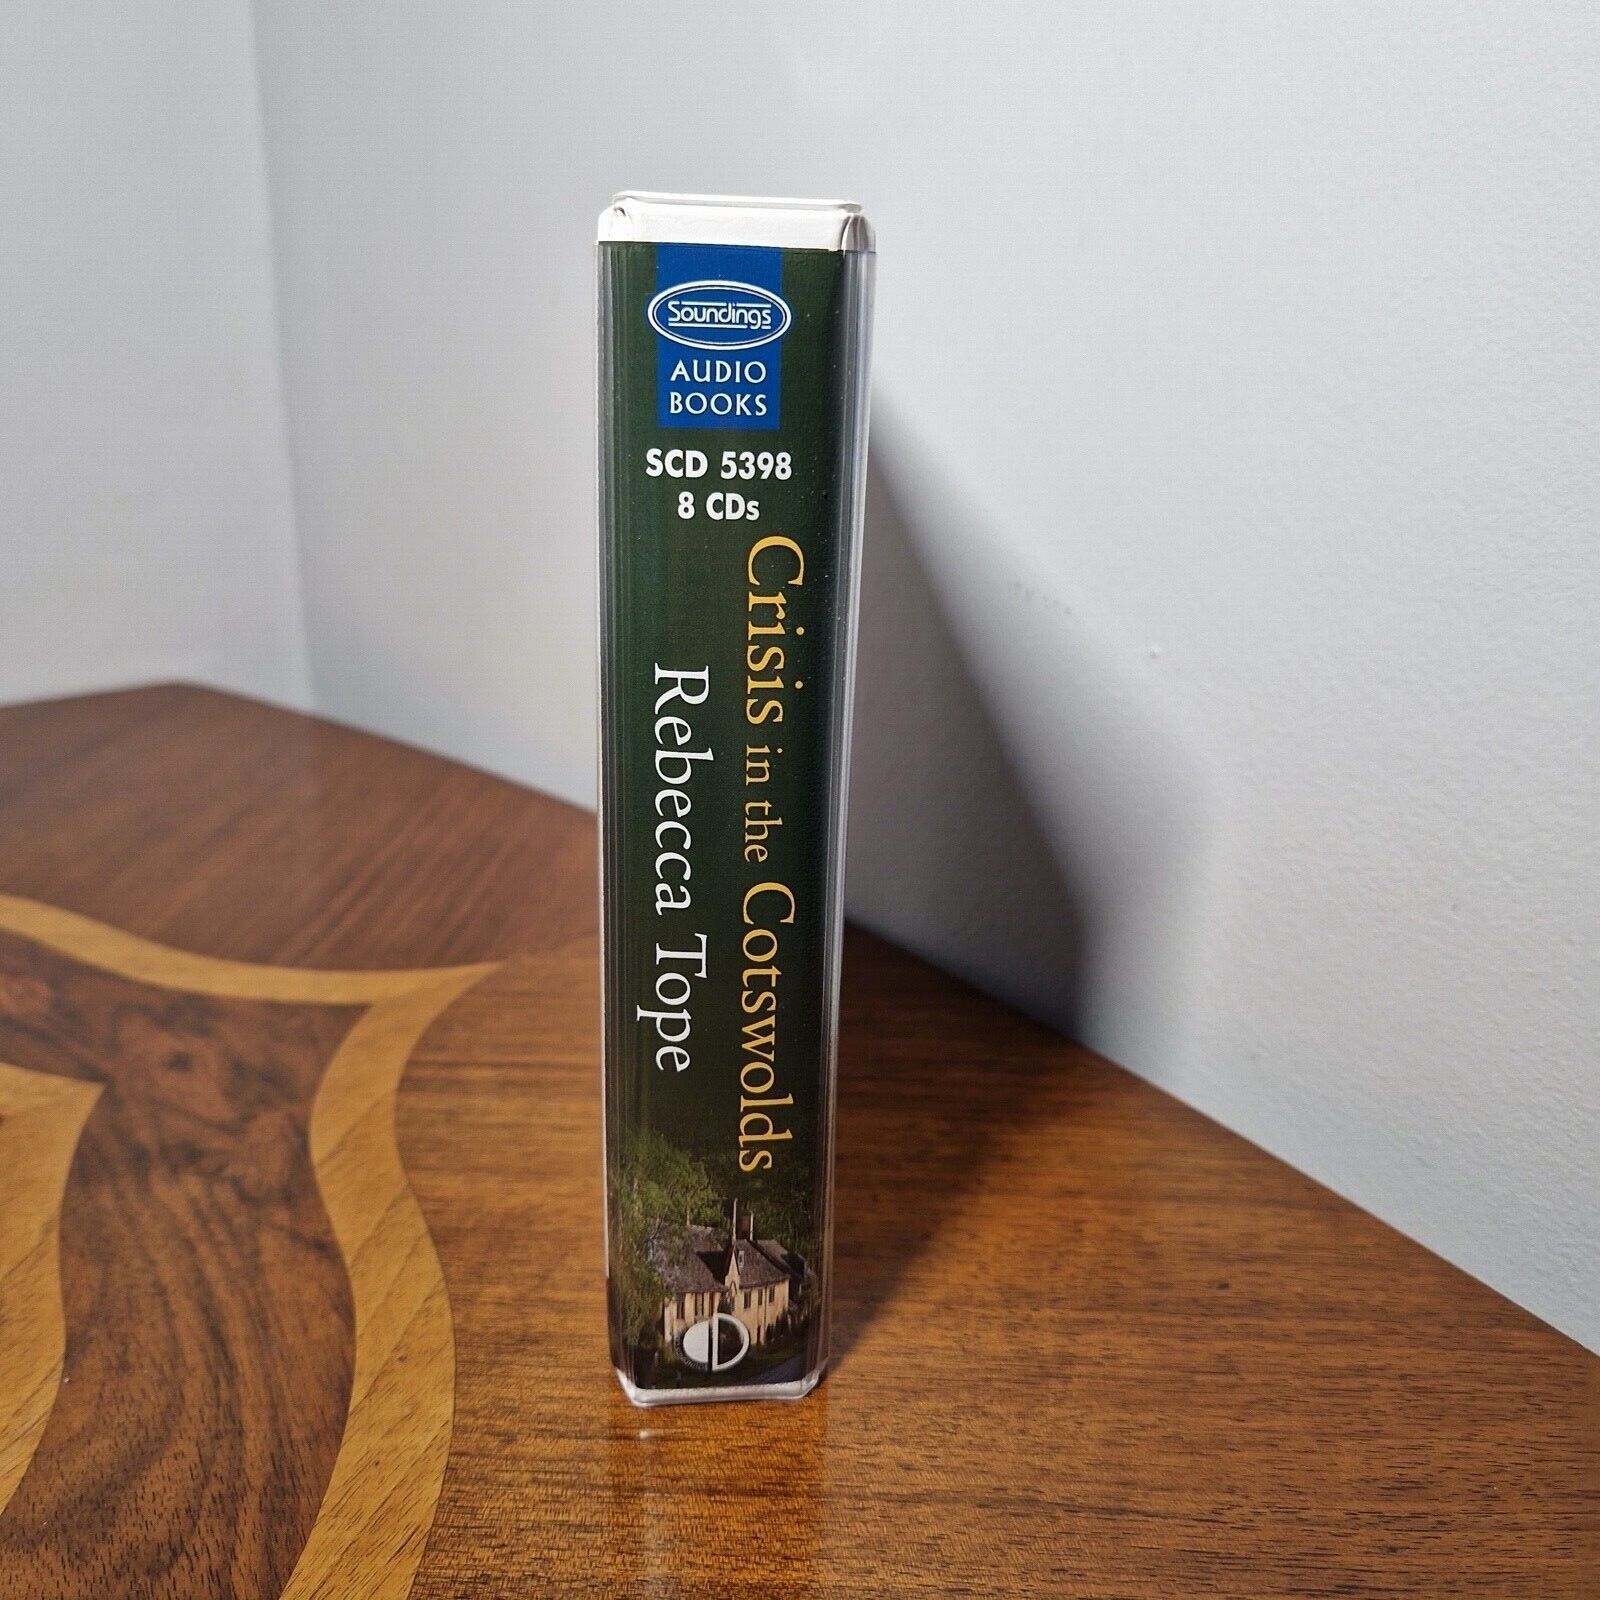 Soundings
AUDIO
BOOKS
SCD 5398
8 CDs
Crisis in the Cotswolds
Rebecca Tope